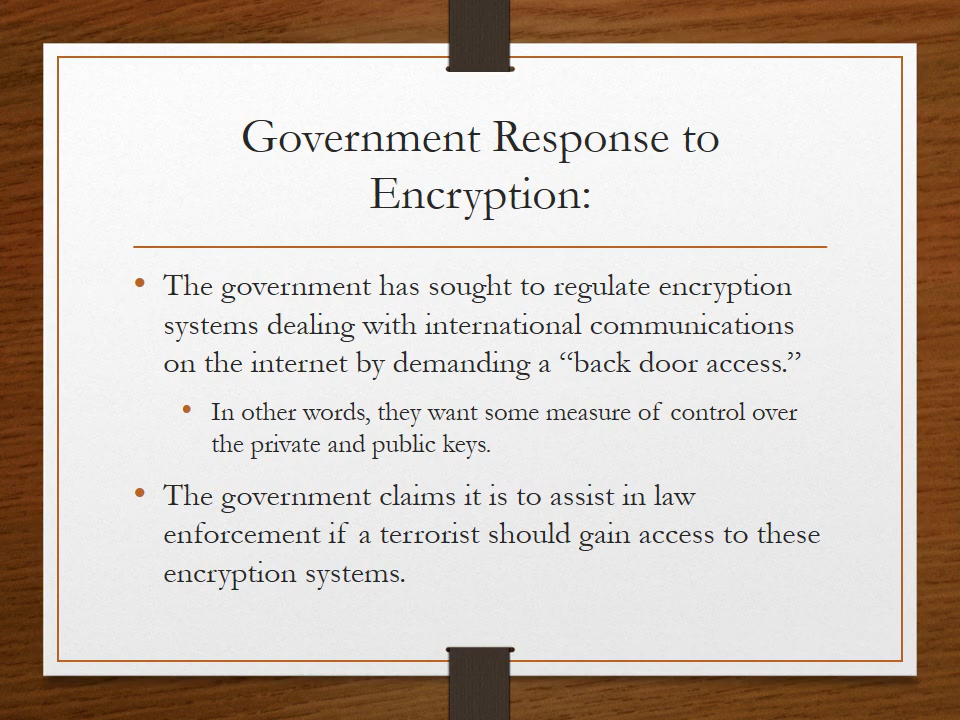 Government Response to
Encryption:
• The government has sought to regulate encryption
systems dealing with international communications
on the internet by demanding a “back door access.”
• In other words, they want some measure of control over
the private and public keys.
• The government claims it is to assist in law
enforcement if a terrorist should gain access to these
encryption systems.